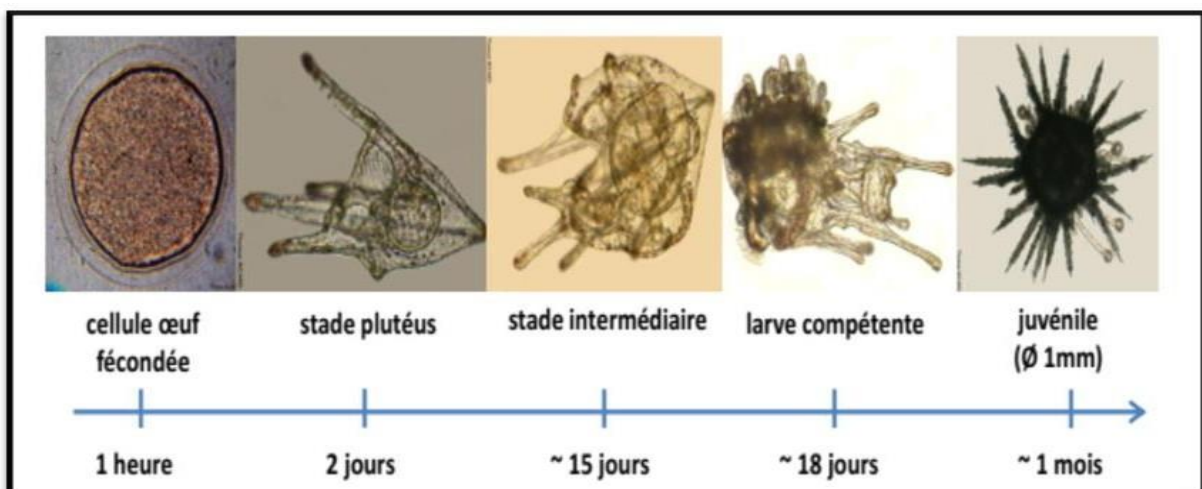 cellule œuf
fécondée
stade plutéus
stade intermédiaire
larve compétente
juvénile
(Ø 1mm)
1 heure
2 jours
~ 15 jours
~ 18 jours
~ 1 mois